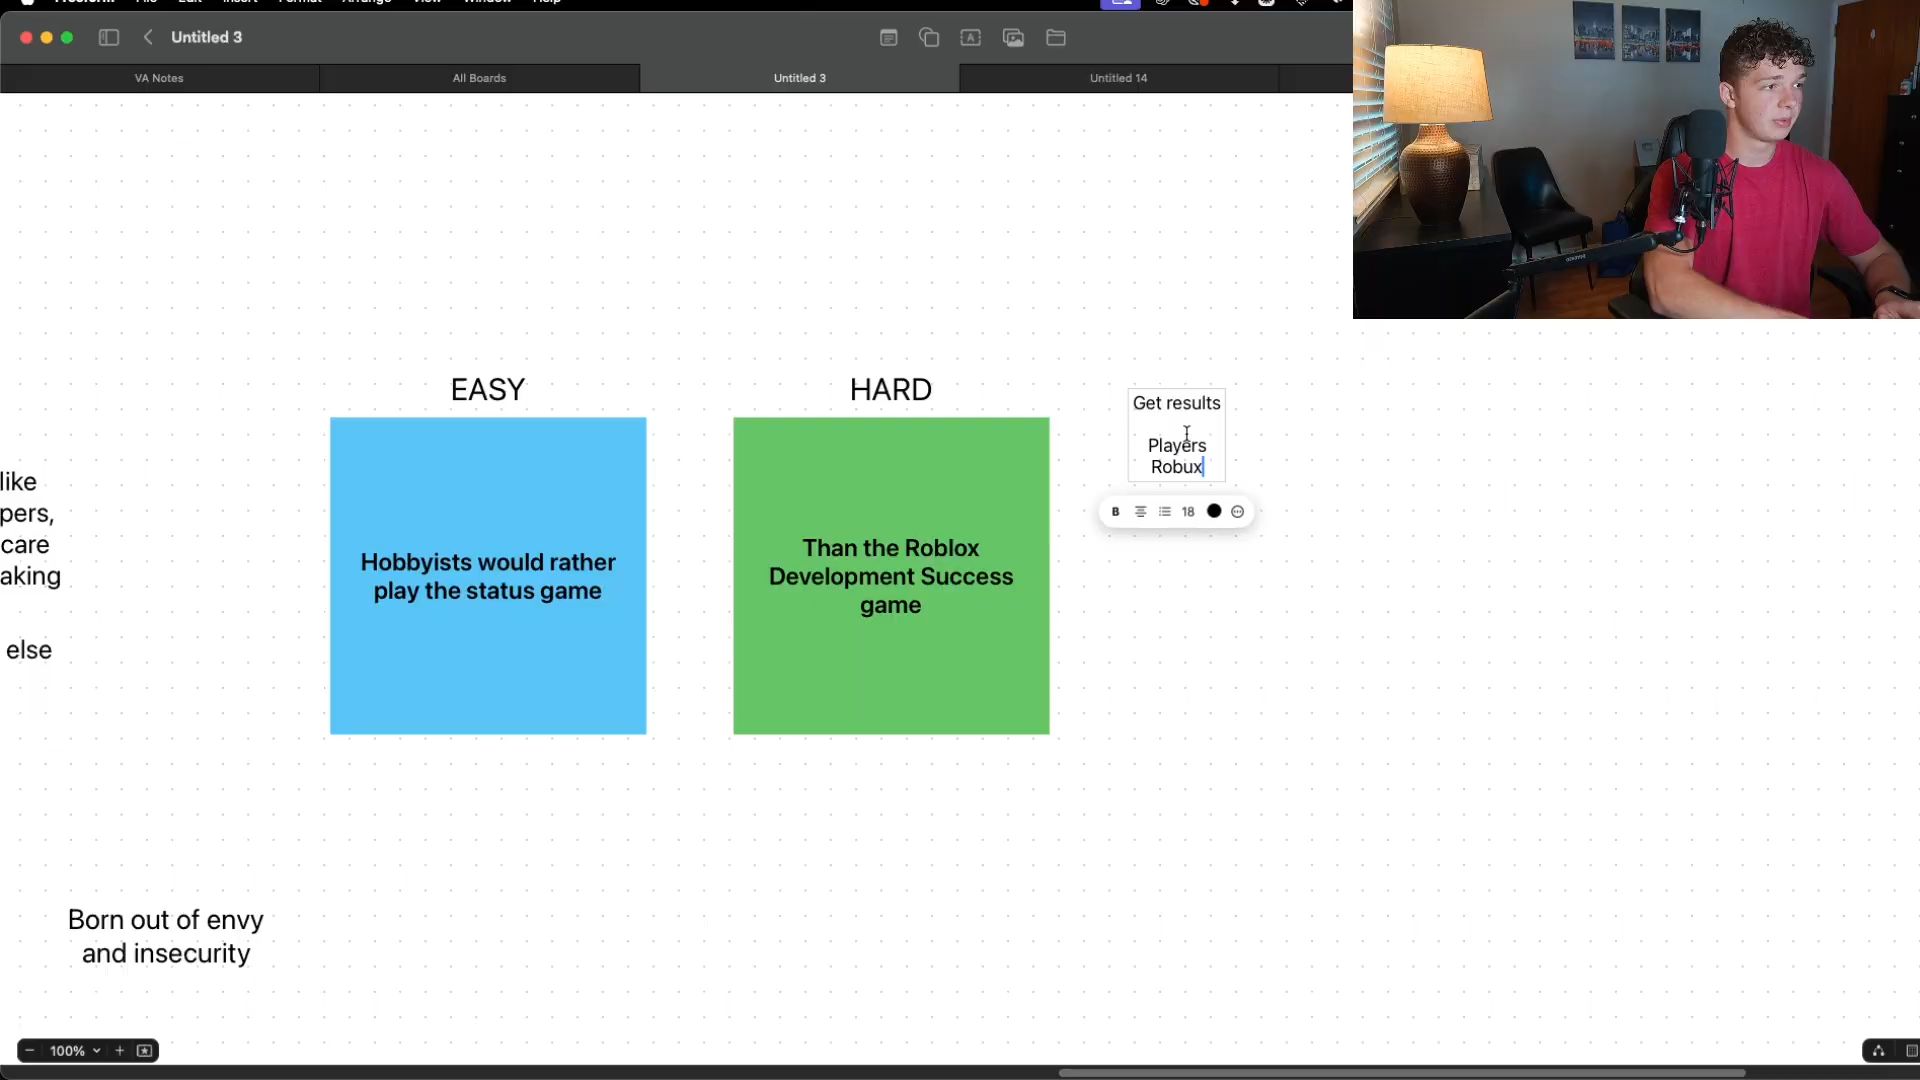 Untitled 3
VA Notes
All Boards
Untitled 3
Untitled 14
EASY
HARD
Get results
Players
Robux
B
18
like
pers,
care
aking
else
Hobbyists would rather
play the status game
Than the Roblox
Development Success
game
Born out of envy
and insecurity
100%